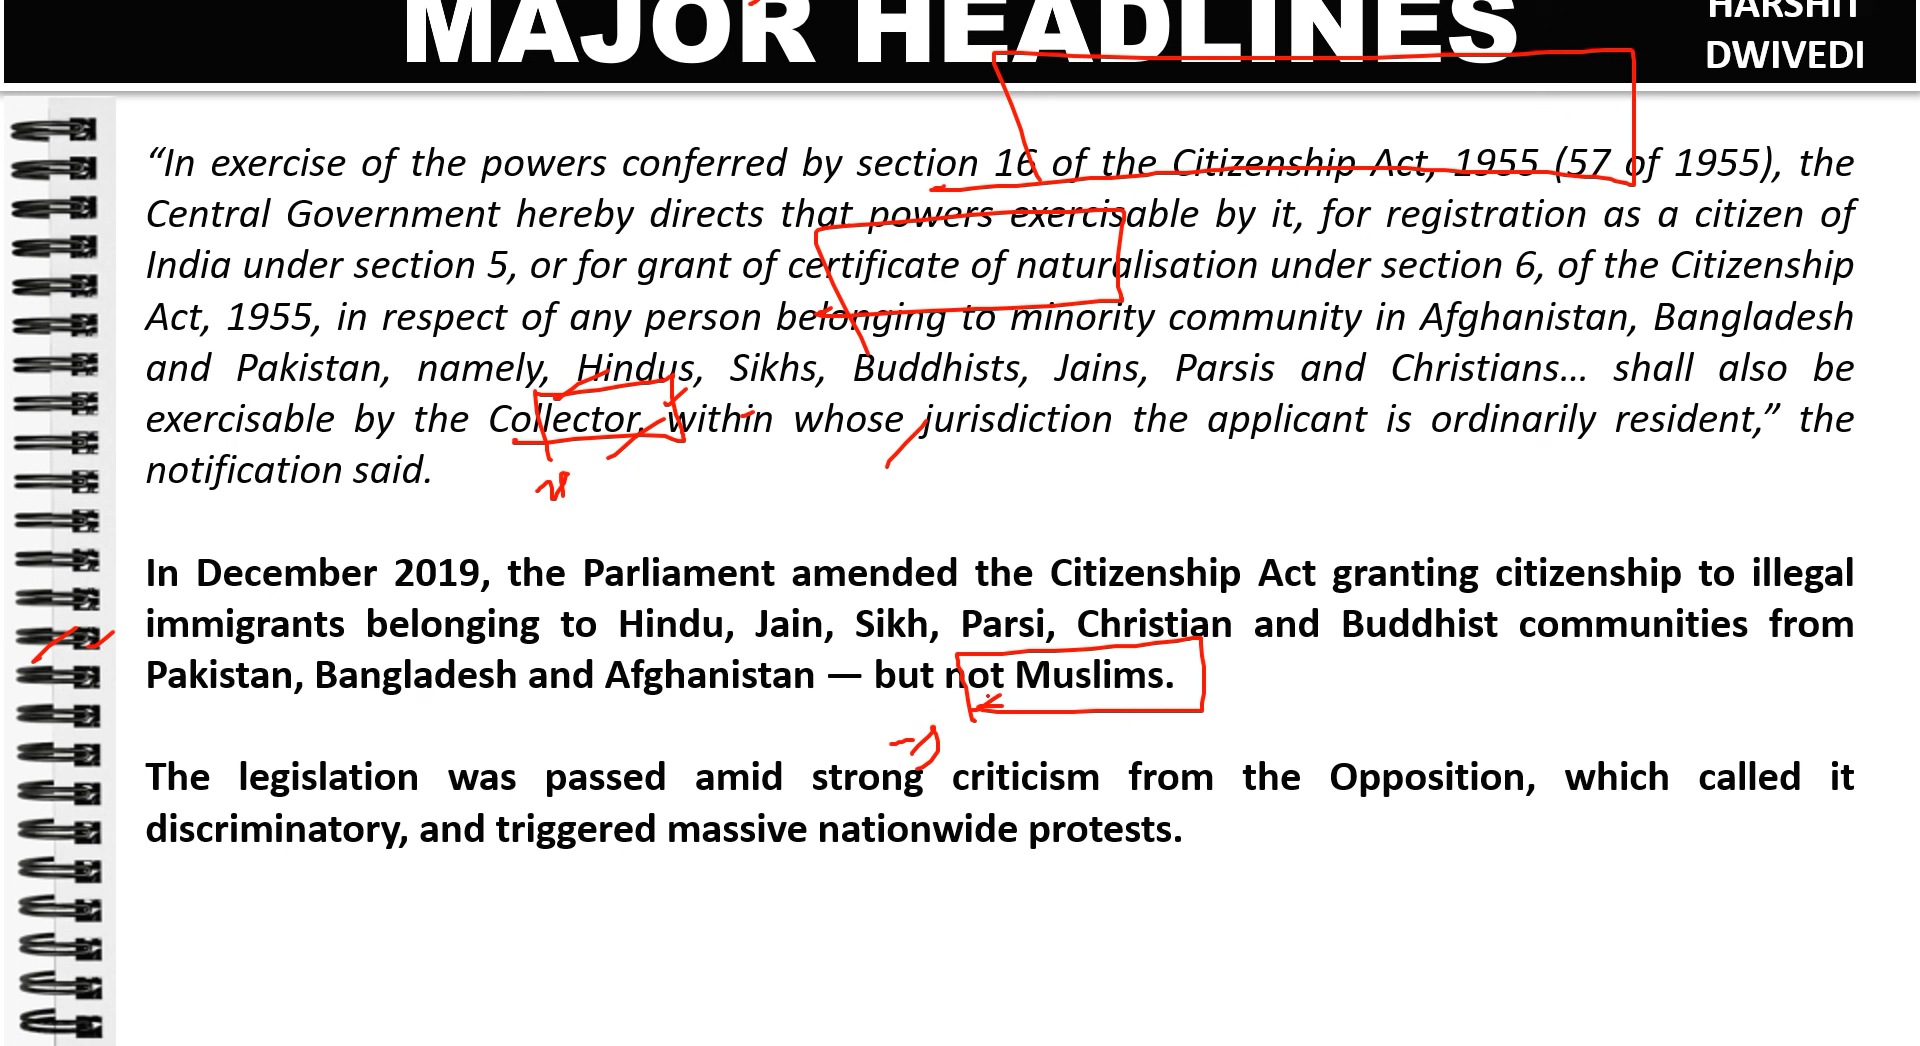 MAJOR HEADLINES
HARSHIT
DWIVEDI
“In exercise of the powers conferred by section 16 of the Citizenship Act, 1955 (57 of 1955), the
Central Government hereby directs that powers exercisable by it, for registration as a citizen of
India under section 5, or for grant of certificate of naturalisation under section 6, of the Citizenship
Act, 1955, in respect of any person belonging to minority community in Afghanistan, Bangladesh
and Pakistan, namely, Hindus, Sikhs, Buddhists, Jains, Parsis and Christians... shall also be
exercisable by the Collector, within whose jurisdiction the applicant is ordinarily resident,” the
notification said.
In December 2019, the Parliament amended the Citizenship Act granting citizenship to illegal
immigrants belonging to Hindu, Jain, Sikh, Parsi, Christian and Buddhist communities from
Pakistan, Bangladesh and Afghanistan — but not Muslims.
The legislation was passed amid strong criticism from the Opposition, which called it
discriminatory, and triggered massive nationwide protests.